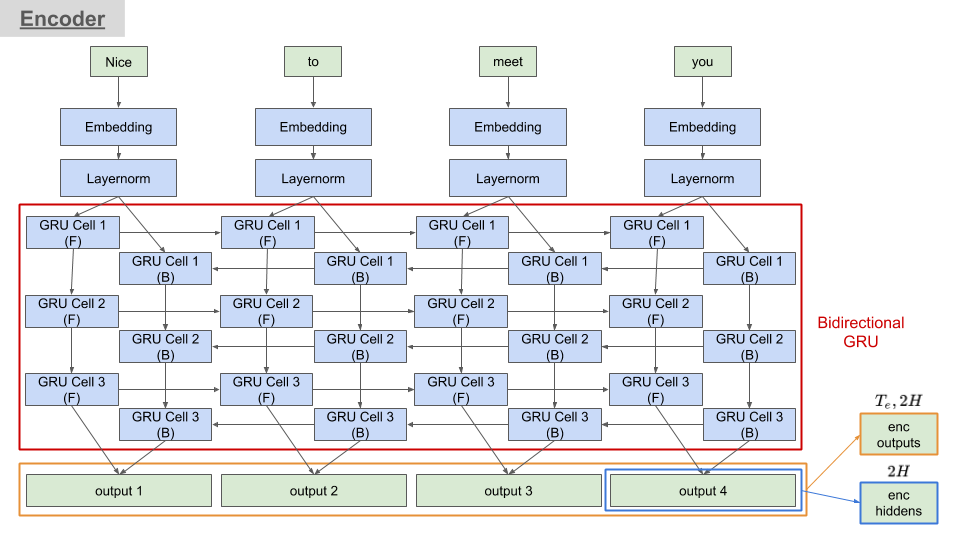 Encoder
Nice
to
meet
you
Embedding
Embedding
Embedding
Embedding
Layernorm
Layernorm
Layernorm
Layernorm
GRU Cell 1
(F)
GRU Cell 1
(F)
GRU Cell 1
(F)
GRU Cell 1
(F)
GRU Cell 1
(B)
GRU Cell 1
(B)
GRU Cell 1
(B)
GRU Cell 1
(B)
GRU Cell 2
(F)
GRU Cell 2
(F)
GRU Cell 2
(F)
GRU Cell 2
(F)
Bidirectional
GRU
GRU Cell 2
(B)
GRU Cell 2
(B)
GRU Cell 2
(B)
GRU Cell 2
(B)
GRU Cell 3
(F)
GRU Cell 3
(F)
GRU Cell 3
(F)
GRU Cell 3
(F)
GRU Cell 3
(B)
GRU Cell 3
(B)
GRU Cell 3
(B)
GRU Cell 3
(B)
T_e, 2H
enc
outputs
output 1
output 2
output 3
output 4
2H
enc
hiddens